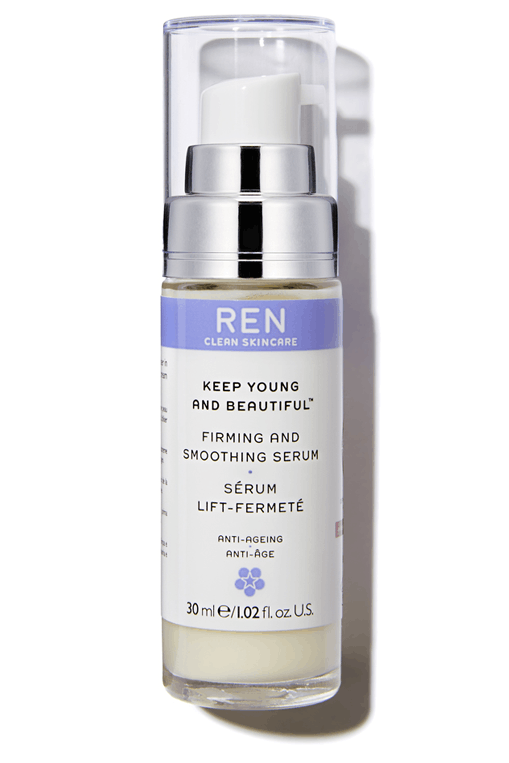 REN
CLEAN SKINCARE
KEEP YOUNG
AND BEAUTIFUL™
FIRMING AND
SMOOTHING SERUM
SÉRUM
LIFT-FERMETÉ
ANTI-AGEING
ANTI-ÂGE
30 ml ℮/1.02 fl. oz. U.S.